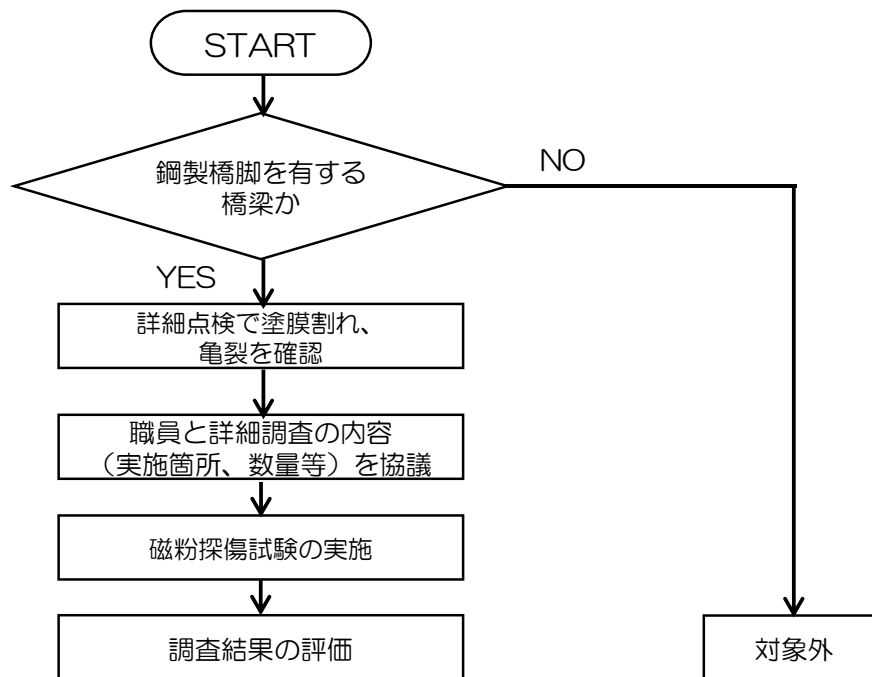 START
鋼製橋脚を有する
橋梁か
NO
YES
詳細点検で塗膜割れ、
亀裂を確認
職員と詳細調査の内容
（実施箇所、数量等）を協議
磁粉探傷試験の実施
調査結果の評価
対象外